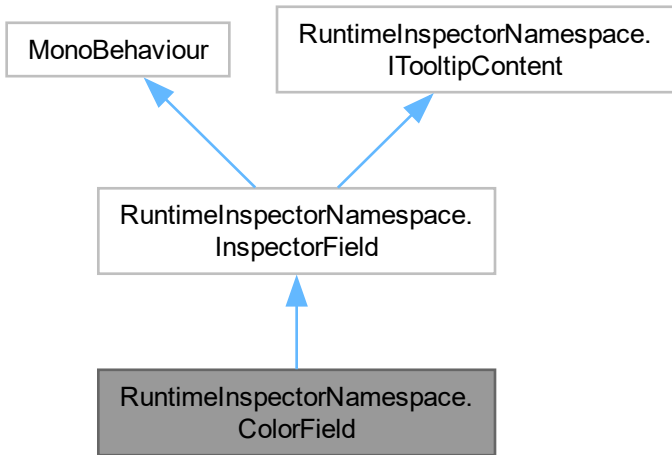 MonoBehaviour
RuntimeInspectorNamespace.
ITooltipContent
RuntimeInspectorNamespace.
InspectorField
RuntimeInspectorNamespace.
ColorField